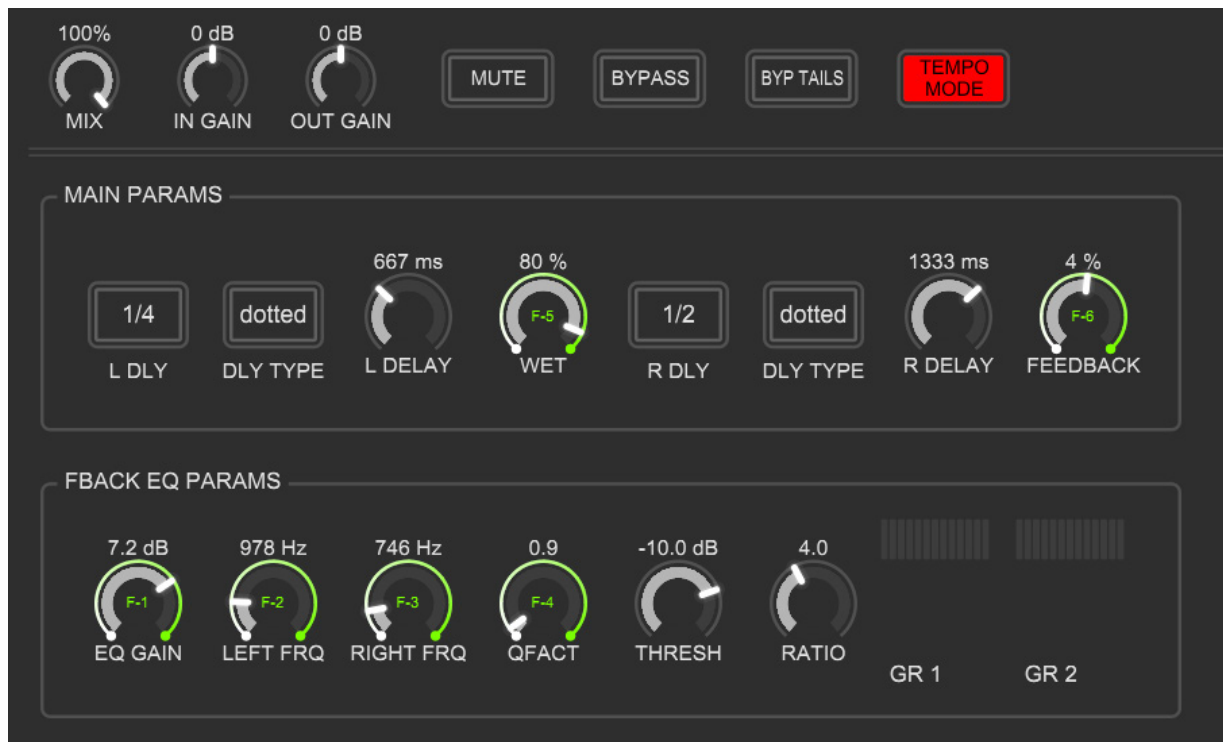 100% 0 dB 0 dB
MUTE BYPASS BYP TAILS TEMPO
MODE
MIX IN GAIN OUT GAIN
MAIN PARAMS
667 ms 80 % 1333 ms 4 %
1/4 dotted F-5 1/2 dotted F-6
L DLY DLY TYPE L DELAY WET R DLY DLY TYPE R DELAY FEEDBACK
FBACK EQ PARAMS
7.2 dB 978 Hz 746 Hz 0.9 -10.0 dB 4.0
F-1 F-2 F-3 F-4
EQ GAIN LEFT FRQ RIGHT FRQ QFACT THRESH RATIO
GR 1 GR 2